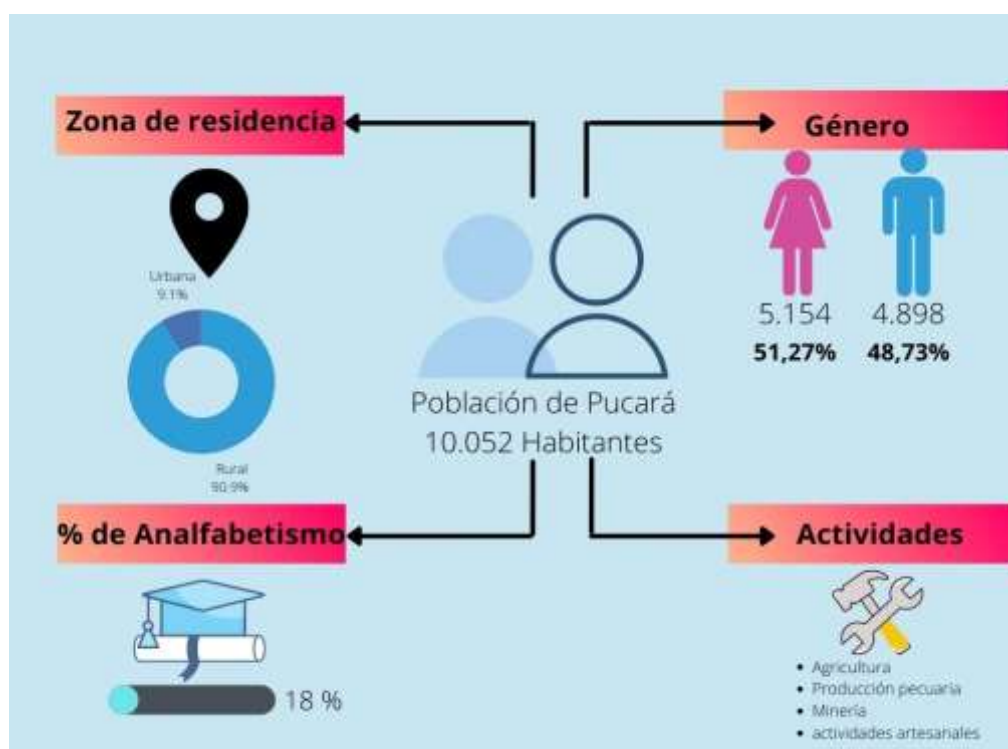 Zona de residencia
Urbana
9.1%
Rural
90.9%
Género
5.154 4.898
51,27% 48,73%
Población de Pucará
10.052 Habitantes
% de Analfabetismo
18 %
Actividades
• Agricultura
• Producción pecuaria
• Minería
• actividades artesanales